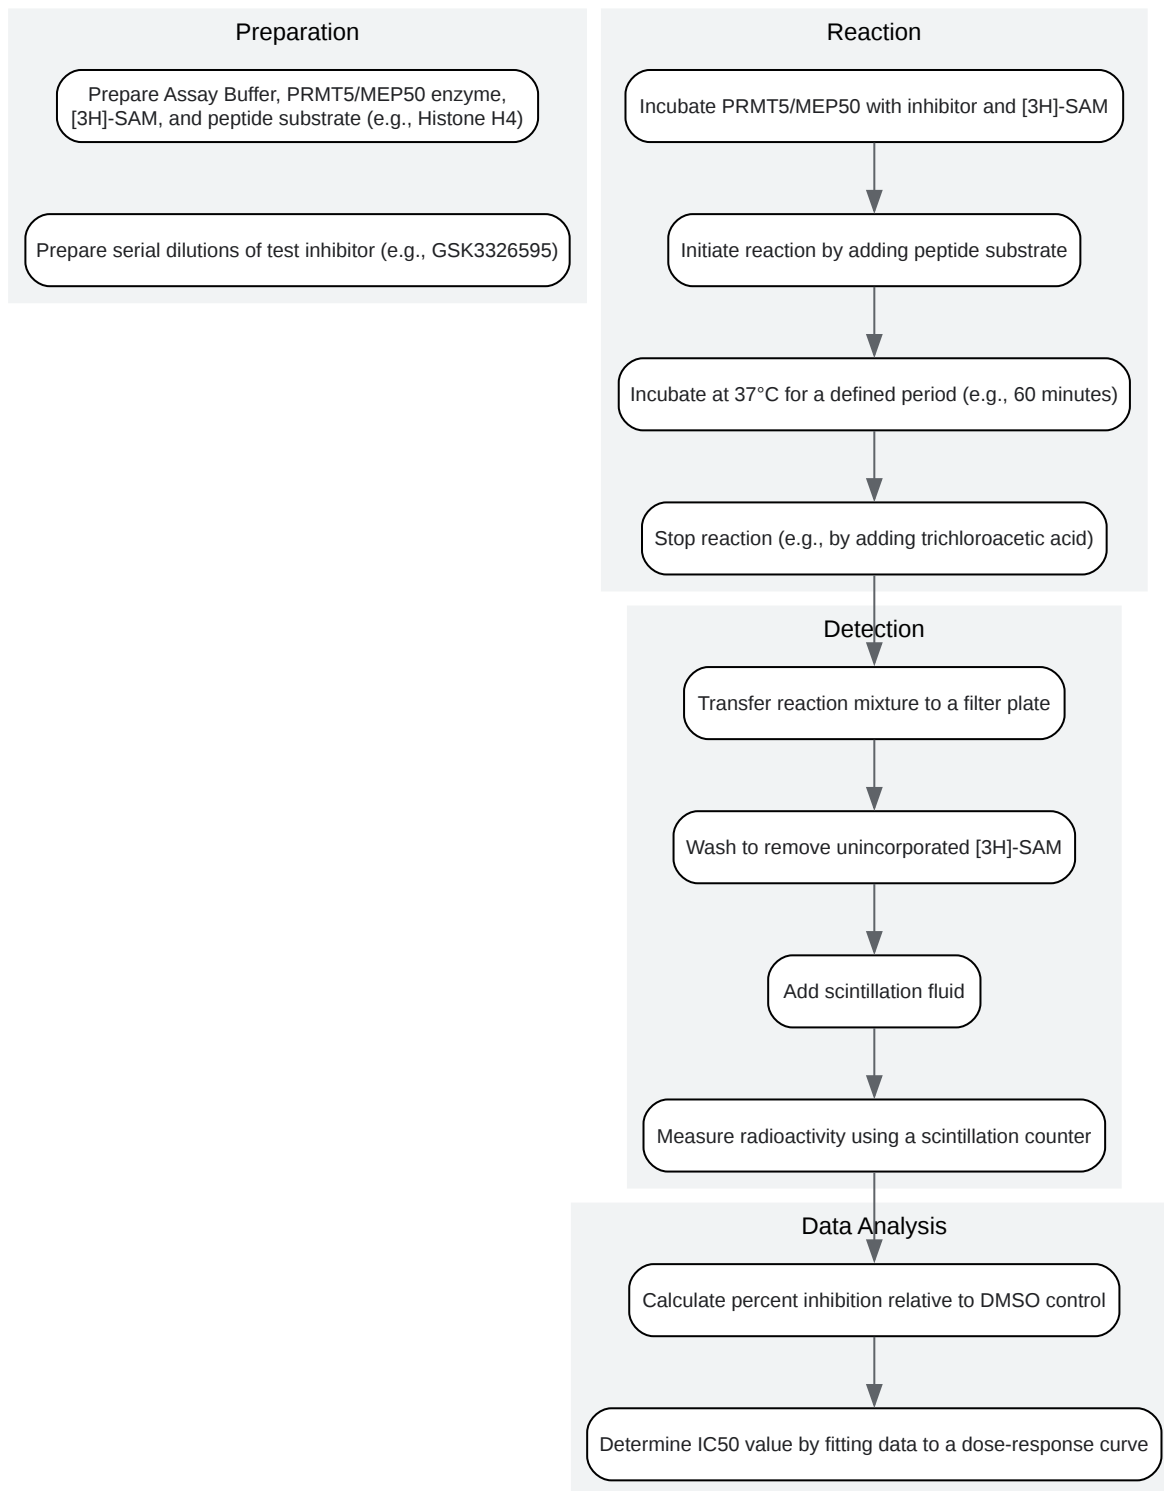 Preparation
Prepare Assay Buffer, PRMT5/MEP50 enzyme,
[3H]-SAM, and peptide substrate (e.g., Histone H4)
Prepare serial dilutions of test inhibitor (e.g., GSK3326595)
Reaction
Incubate PRMT5/MEP50 with inhibitor and [3H]-SAM
Initiate reaction by adding peptide substrate
Incubate at 37°C for a defined period (e.g., 60 minutes)
Stop reaction (e.g., by adding trichloroacetic acid)
Detection
Transfer reaction mixture to a filter plate
Wash to remove unincorporated [3H]-SAM
Add scintillation fluid
Measure radioactivity using a scintillation counter
Data Analysis
Calculate percent inhibition relative to DMSO control
Determine IC50 value by fitting data to a dose-response curve